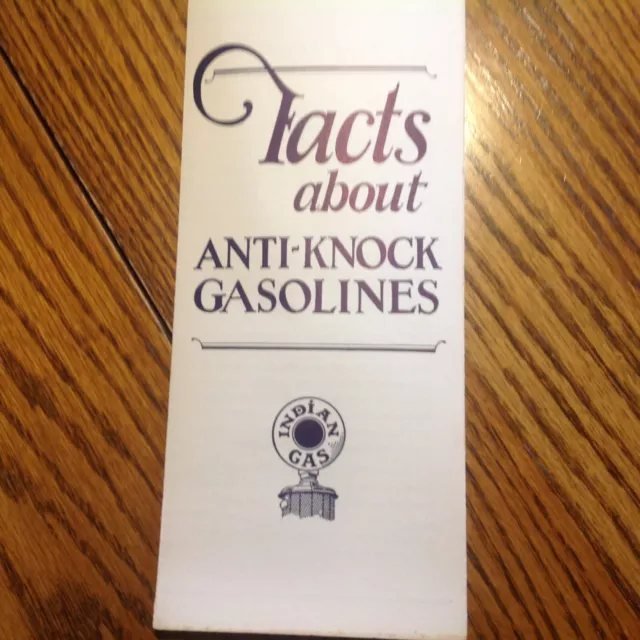 Facts
about
ANTI-KNOCK
GASOLINES
INDIAN
GAS